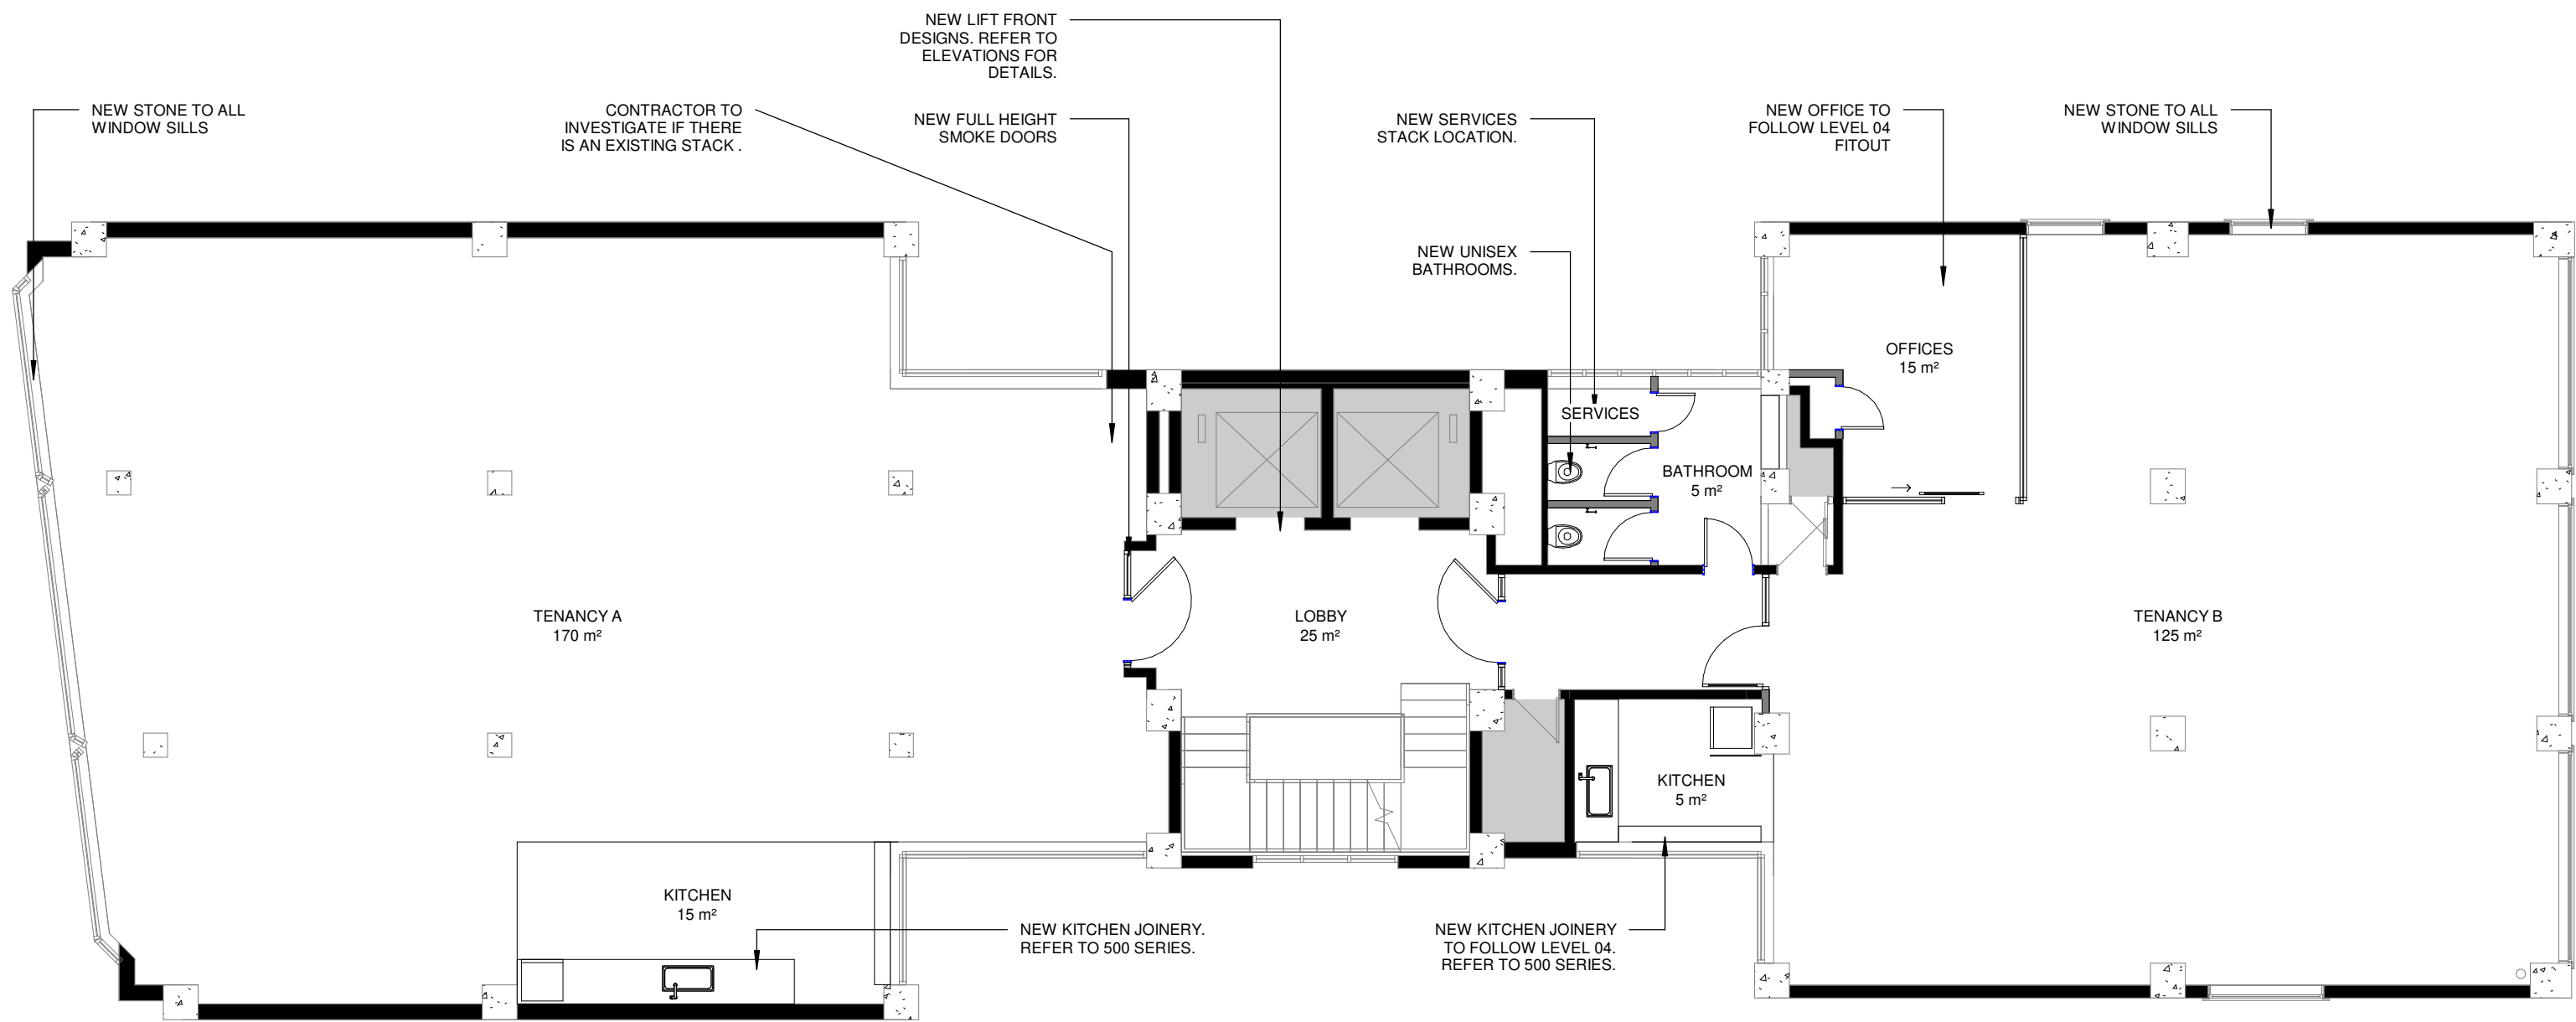 NEW LIFT FRONT
DESIGNS. REFER TO
ELEVATIONS FOR
DETAILS.
NEW STONE TO ALL
WINDOW SILLS
CONTRACTOR TO
INVESTIGATE IF THERE
IS AN EXISTING STACK .
NEW FULL HEIGHT
SMOKE DOORS
NEW SERVICES
STACK LOCATION.
NEW OFFICE TO
FOLLOW LEVEL 04
FITOUT
NEW STONE TO ALL
WINDOW SILLS
NEW UNISEX
BATHROOMS.
OFFICES
15 m²
SERVICES
BATHROOM
5 m²
TENANCY A
170 m²
LOBBY
25 m²
TENANCY B
125 m²
KITCHEN
5 m²
KITCHEN
15 m²
NEW KITCHEN JOINERY.
REFER TO 500 SERIES.
NEW KITCHEN JOINERY
TO FOLLOW LEVEL 04.
REFER TO 500 SERIES.